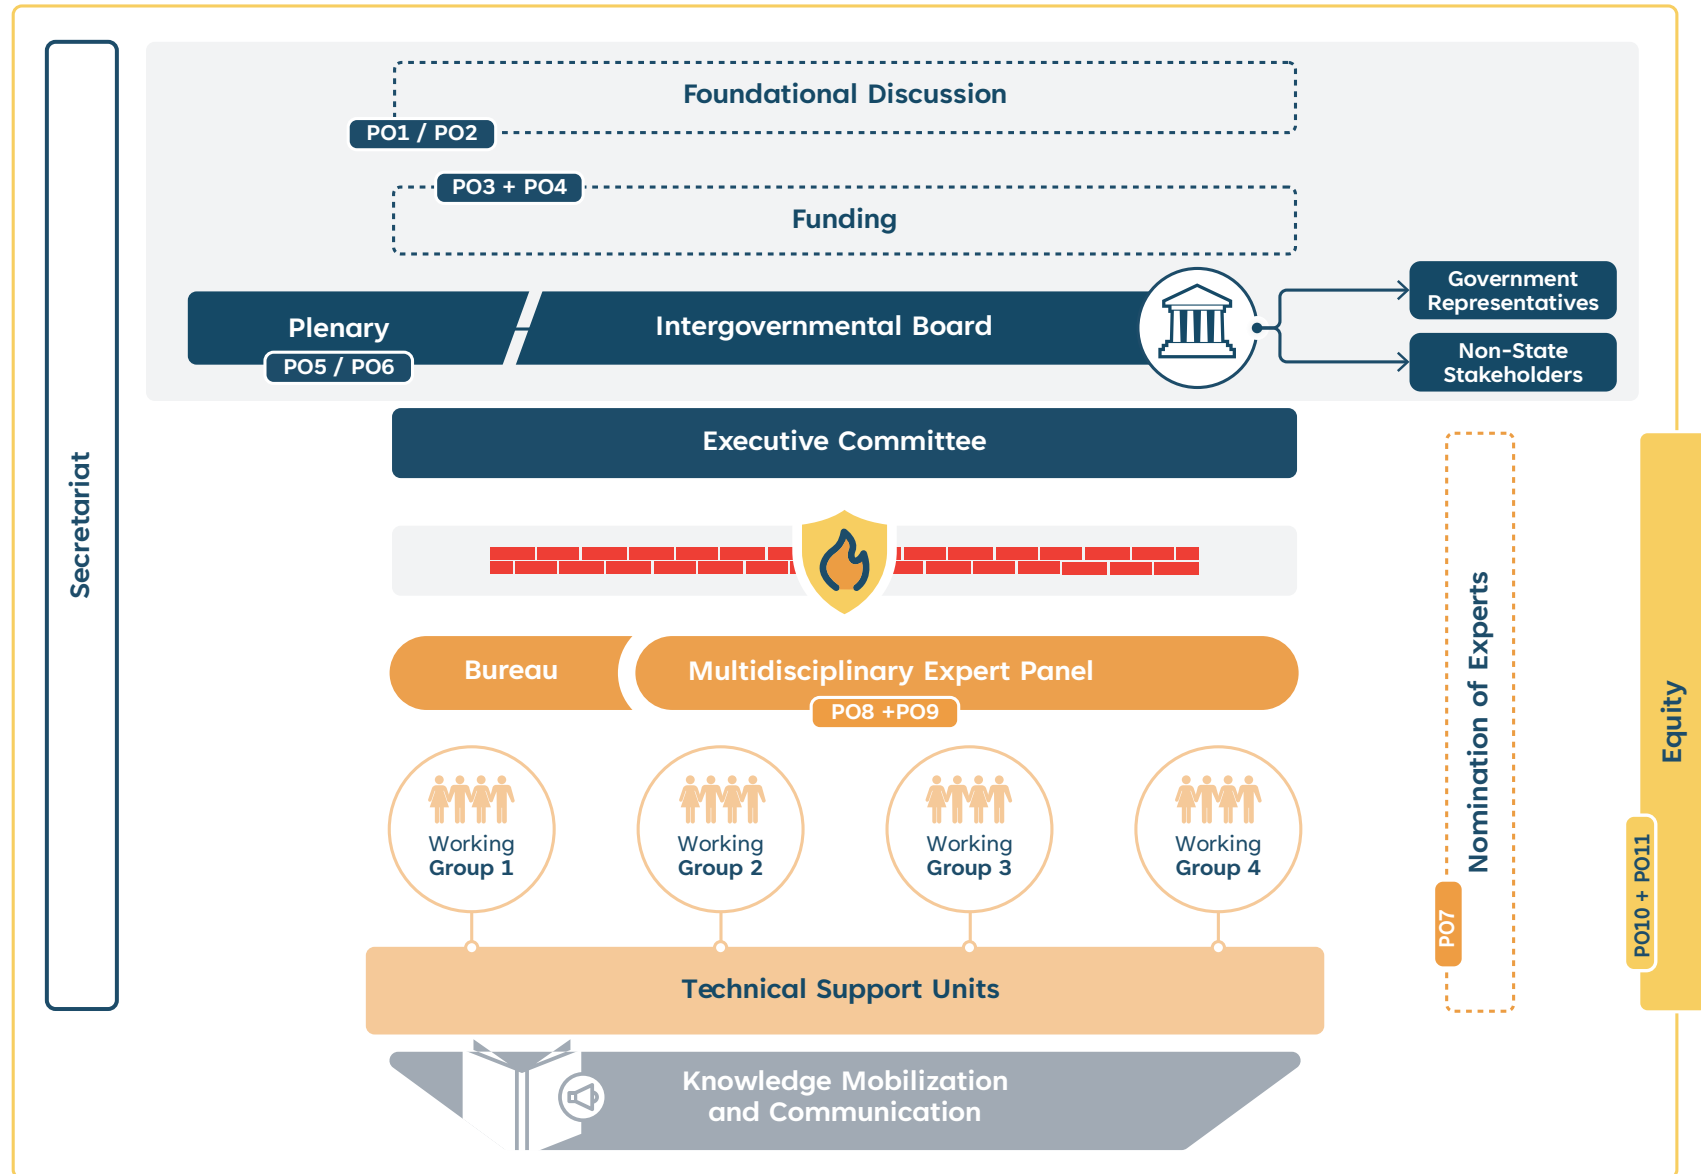 Secretariat
Foundational Discussion
PO1 / PO2
PO3 + PO4
Funding
Plenary
PO5 / PO6
Intergovernmental Board
Government
Representatives
Non-State
Stakeholders
Executive Committee
Bureau
Multidisciplinary Expert Panel
PO8 +PO9
Working
Group 1
Working
Group 2
Working
Group 3
Working
Group 4
Technical Support Units
Knowledge Mobilization
and Communication
Nomination of Experts
PO7
Equity
PO10 + PO11